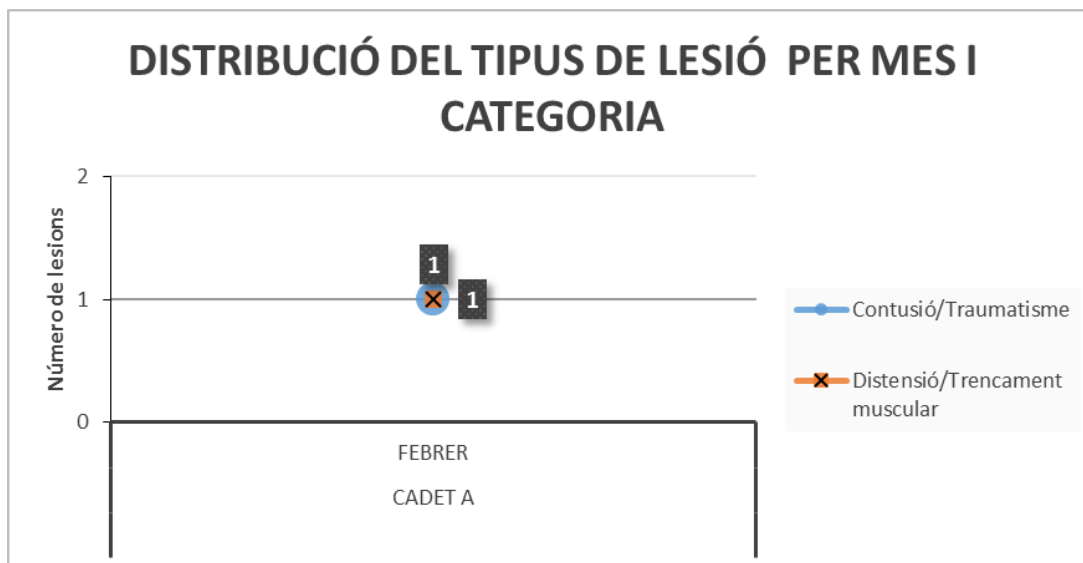 DISTRIBUCIÓ DEL TIPUS DE LESIÓ PER MES I
CATEGORIA
Número de lesions
2
1
0
1
1
FEBRER
CADET A
Contusió/Traumatisme
Distensió/Trencament
muscular